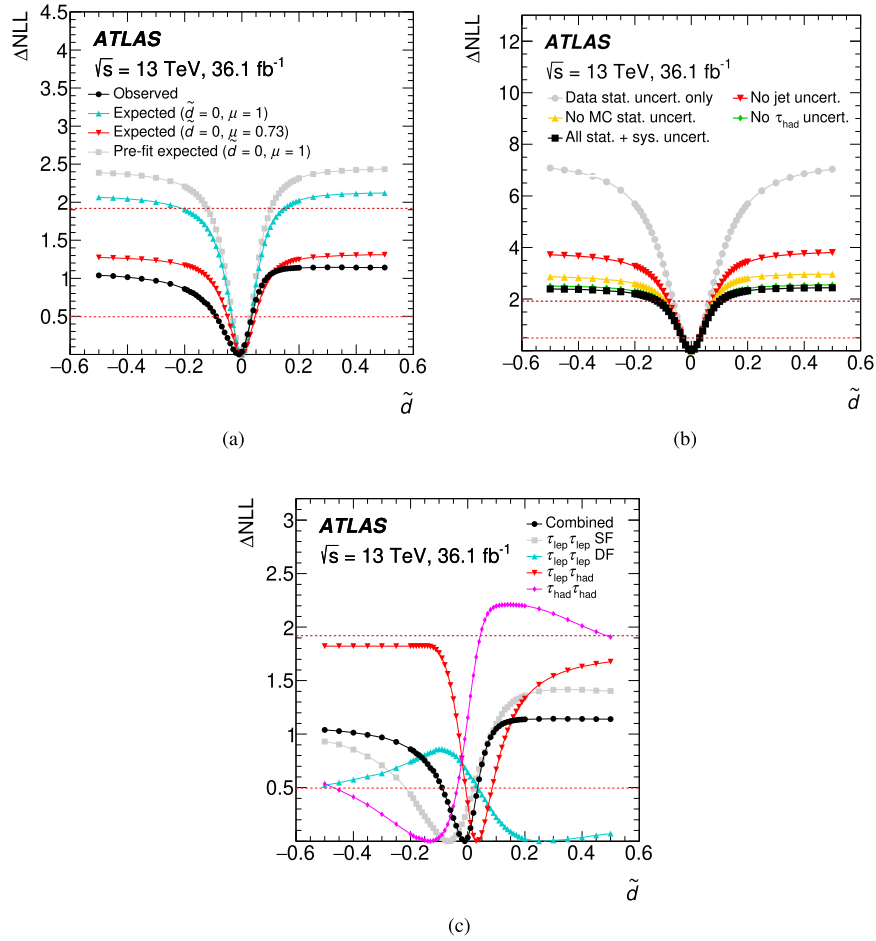 ΔNLL
4.5
4
3.5
3
2.5
2
1.5
1
0.5
0
ATLAS
√s = 13 TeV, 36.1 fb⁻¹
Observed
Expected (d̃ = 0, μ = 1)
Expected (d̃ = 0, μ = 0.73)
Pre-fit expected (d̃ = 0, μ = 1)
−0.6 −0.4 −0.2 0 0.2 0.4 0.6
d̃
(a)
ΔNLL
12
10
8
6
4
2
0
ATLAS
√s = 13 TeV, 36.1 fb⁻¹
Data stat. uncert. only
No jet uncert.
No MC stat. uncert.
No τhad uncert.
All stat. + sys. uncert.
−0.6 −0.4 −0.2 0 0.2 0.4 0.6
d̃
(b)
ΔNLL
3
2.5
2
1.5
1
0.5
0
ATLAS
√s = 13 TeV, 36.1 fb⁻¹
Combined
τlepτlep SF
τlepτlep DF
τlepτhad
τhadτhad
−0.6 −0.4 −0.2 0 0.2 0.4 0.6
d̃
(c)